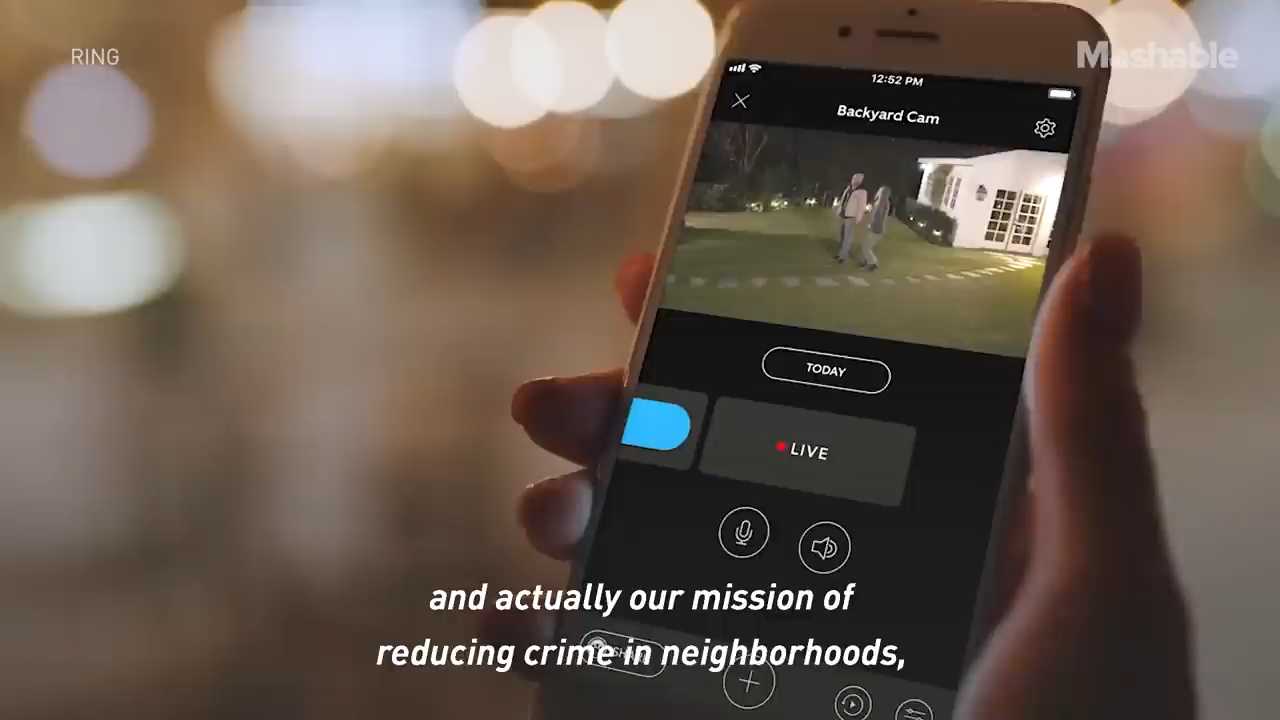 RING
Mashable
12:52 PM
Backyard Cam
TODAY
LIVE
and actually our mission of
reducing crime in neighborhoods,